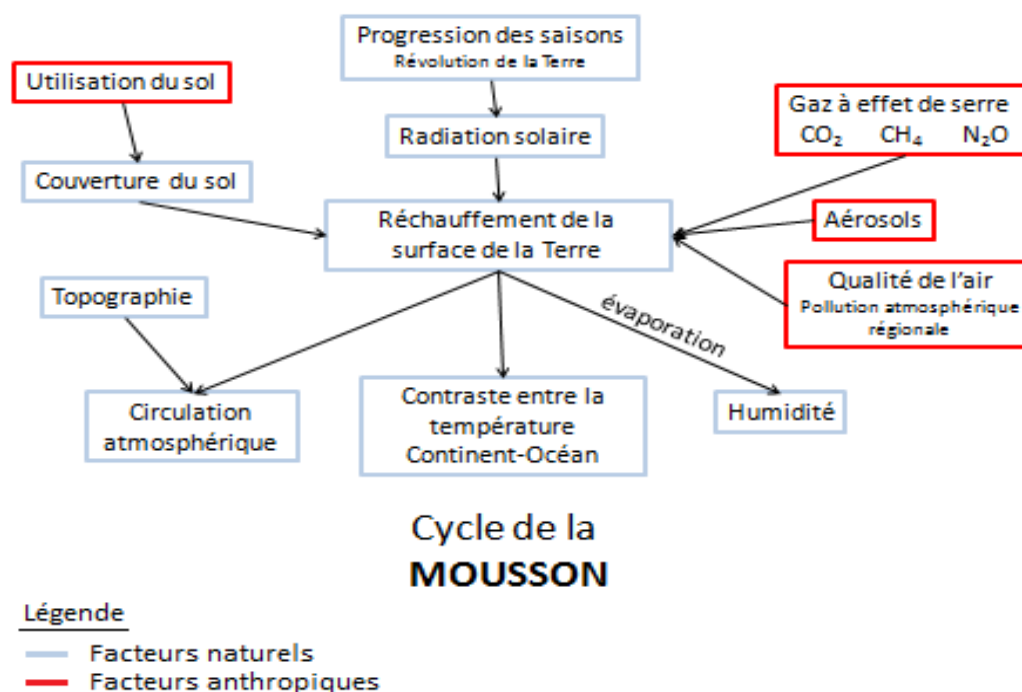 Progression des saisons
Révolution de la Terre
Utilisation du sol
Gaz à effet de serre
CO₂ CH₄ N₂O
Radiation solaire
Couverture du sol
Réchauffement de la
surface de la Terre
Aérosols
Topographie
Qualité de l'air
Pollution atmosphérique
régionale
évaporation
Circulation
atmosphérique
Contraste entre la
température
Continent-Océan
Humidité
Cycle de la
MOUSSON
Légende
Facteurs naturels
Facteurs anthropiques